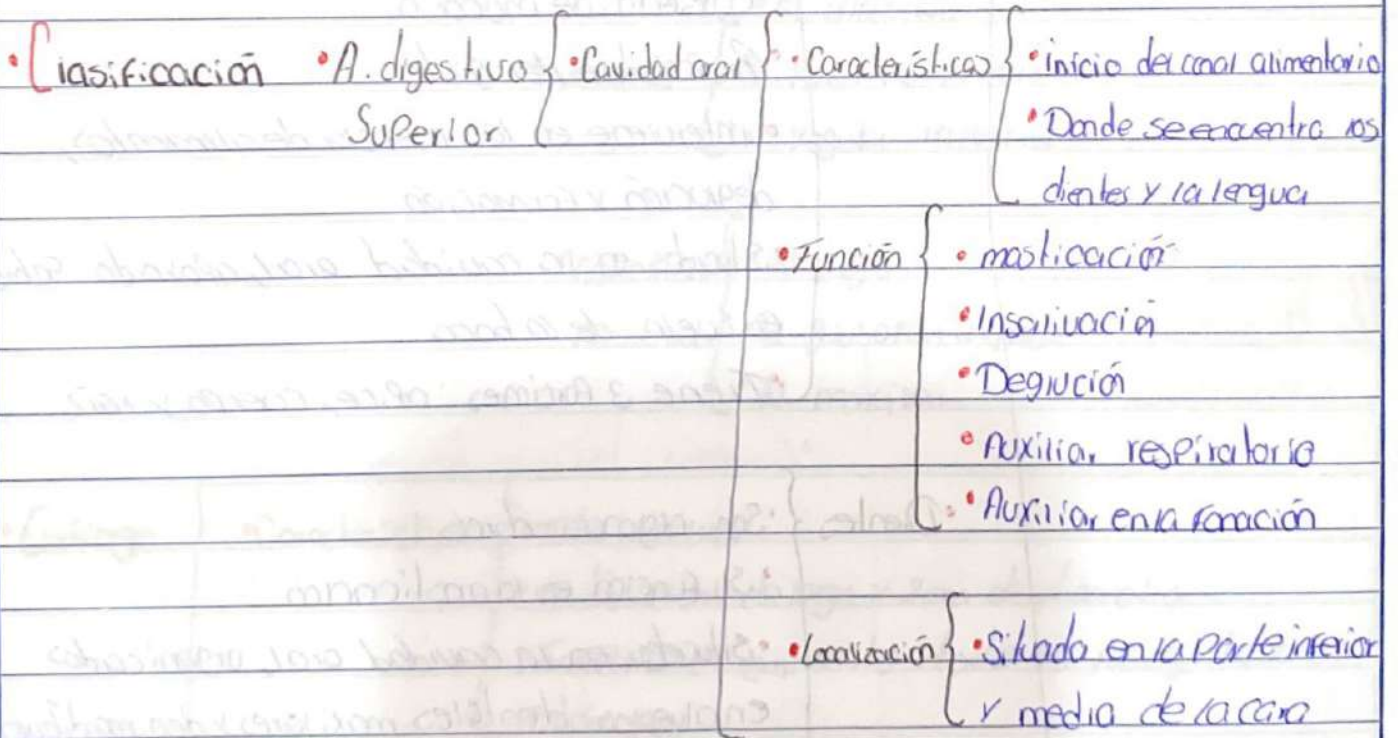 •Clasificación •A. digestivo •Cavidad oral •Características •inicio del canal alimentario
Superior •Donde se encuentra los
dientes y la lengua
•Función •masticación
•Insalivación
•Deglución
•Auxiliar respiratorio
•Auxiliar en la fonación
•Localización •Situada en la parte inferior
y media de la cara